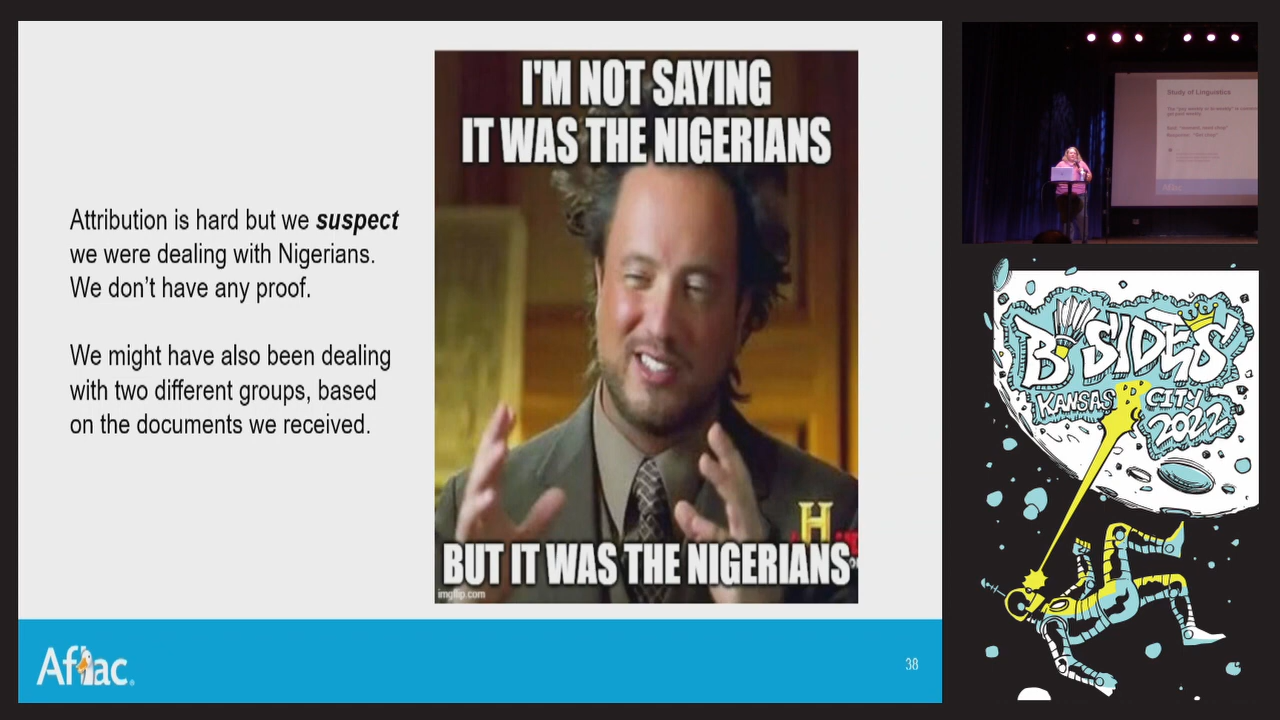 Attribution is hard but we suspect
we were dealing with Nigerians.
We don’t have any proof.
We might have also been dealing
with two different groups, based
on the documents we received.
I'M NOT SAYING
IT WAS THE NIGERIANS
H
BUT IT WAS THE NIGERIANS
imgflip.com
Aflac.
38
Study of Linguistics
Aflac
BSIDES
KANSAS CITY
2022